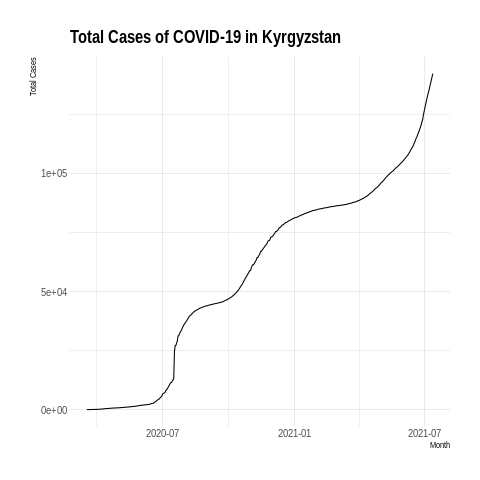 Total Cases of COVID-19 in Kyrgyzstan
Total Cases
1e+05
5e+04
0e+00
2020-07
2021-01
2021-07
Month